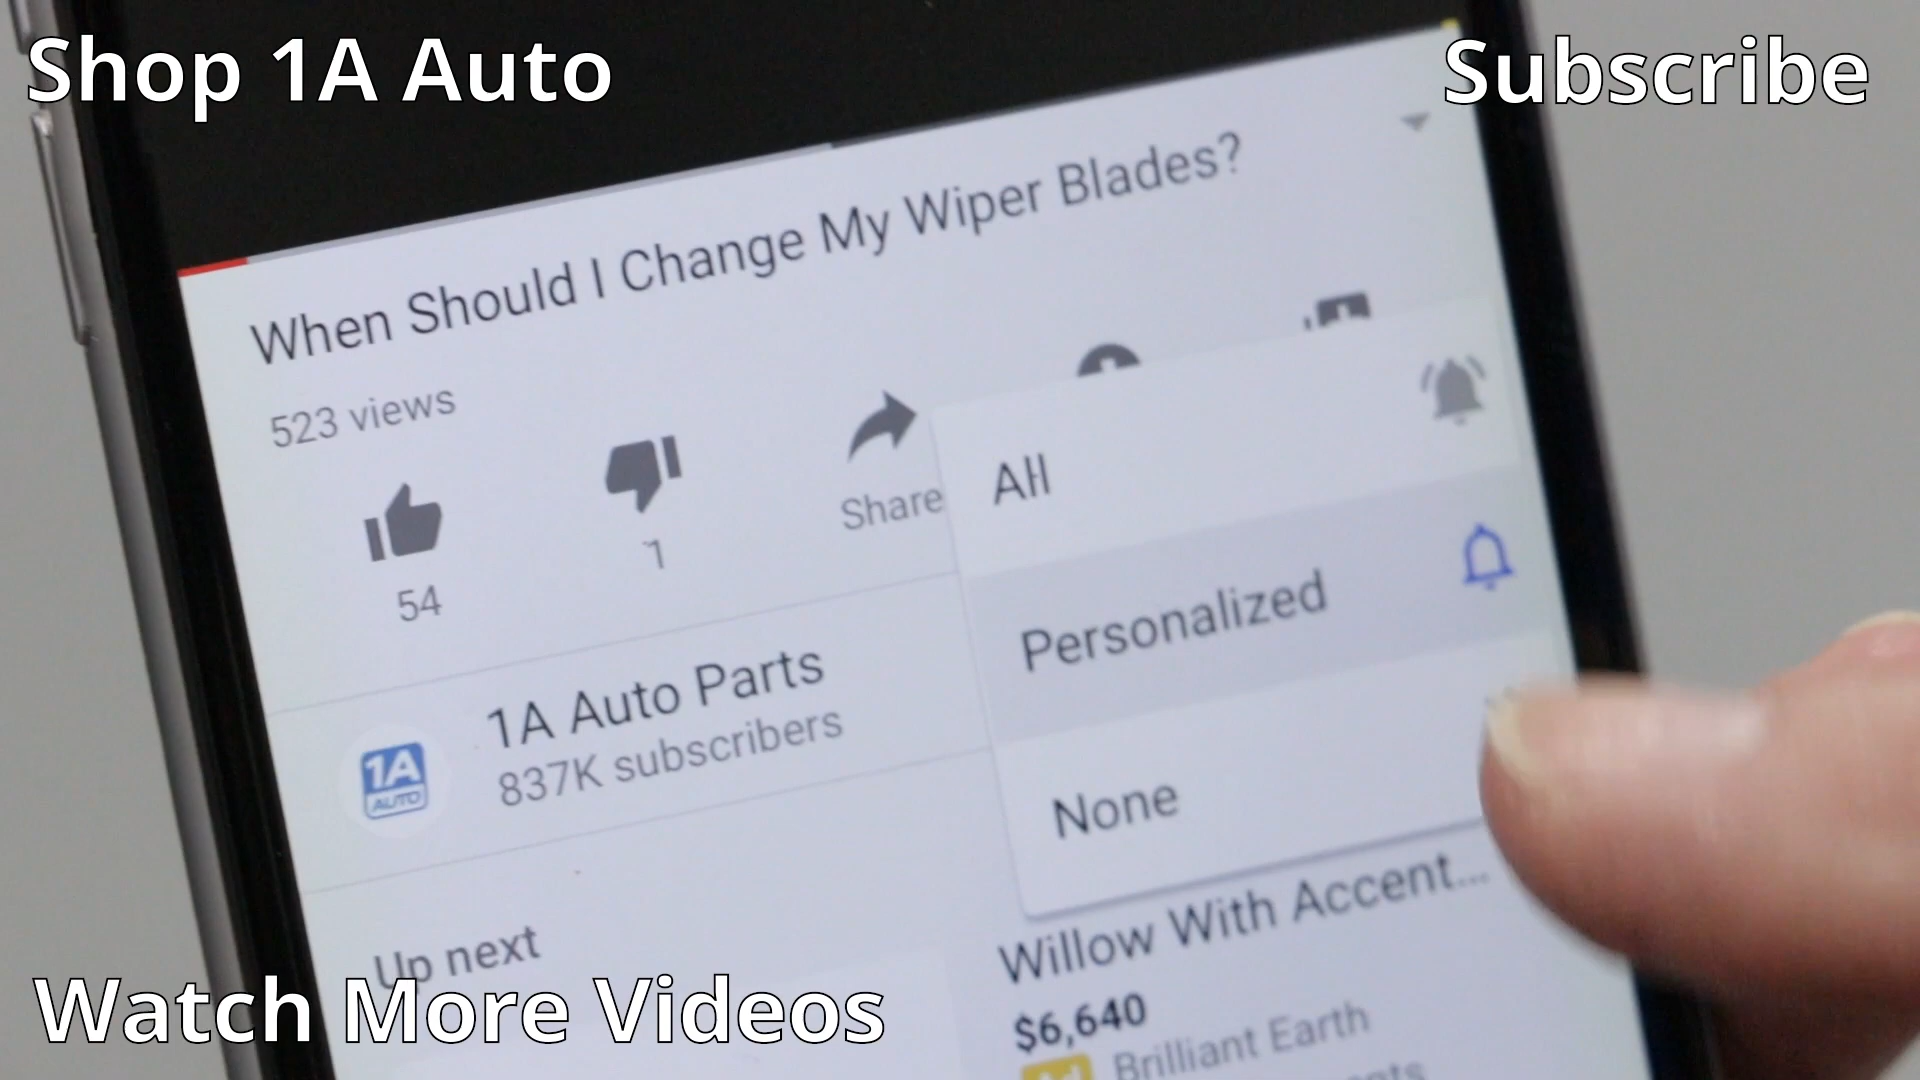 Shop 1A Auto
Subscribe
When Should I Change My Wiper Blades?
523 views
54
1
Share
All
Personalized
None
1A Auto Parts
837K subscribers
1A
AUTO
Up next
Willow With Accent...
$6,640
Ad
Brilliant Earth
Watch More Videos